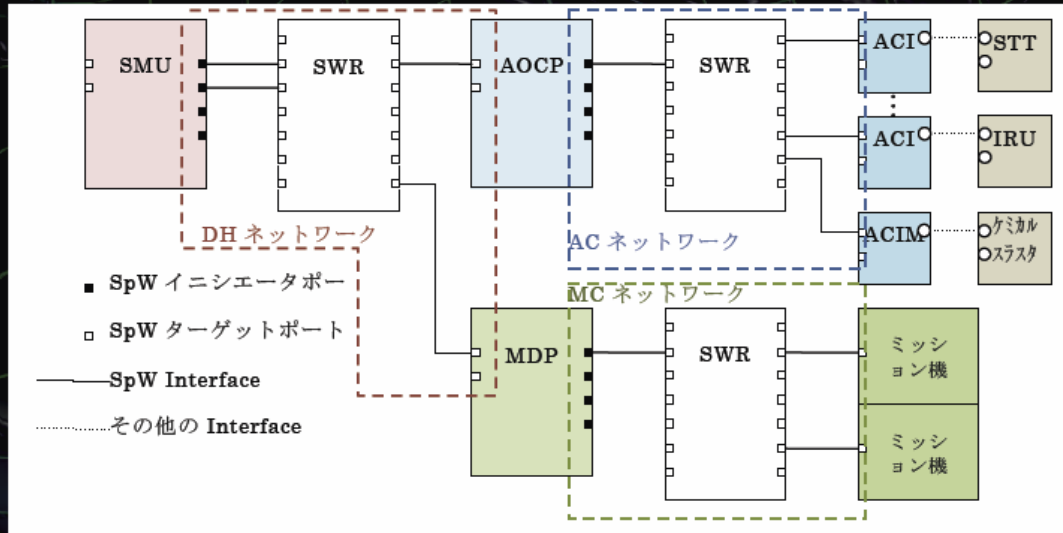 SMU
SWR
AOCP
SWR
ACI
STT
ACI
IRU
ACIM
ｹﾐｶﾙ
ｽﾗｽﾀ
DH ネットワーク
AC ネットワーク
MC ネットワーク
SpW イニシエータポー
SpW ターゲットポート
SpW Interface
その他の Interface
MDP
SWR
ミッシ
ョン機
ミッシ
ョン機